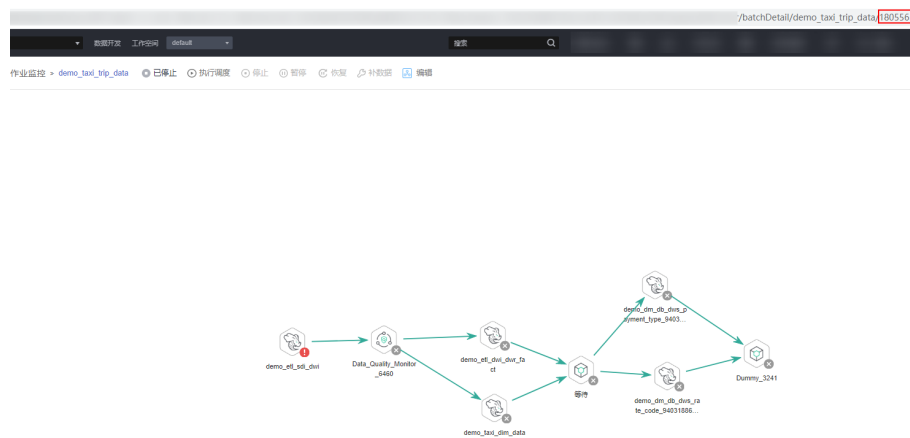 /batchDetail/demo_taxi_trip_data/180556
数据开发 工作空间 default 搜索
作业监控 > demo_taxi_trip_data 已停止 执行调度 停止 暂停 恢复 补数据 编辑
demo_dm_db_dws_p
ayment_type_9403...
demo_etl_sdi_dwi
Data_Quality_Monitor
_6460
demo_etl_dwi_dwr_fa
ct
等待
demo_dm_db_dws_ra
te_code_94031886...
Dummy_3241
demo_taxi_dim_data